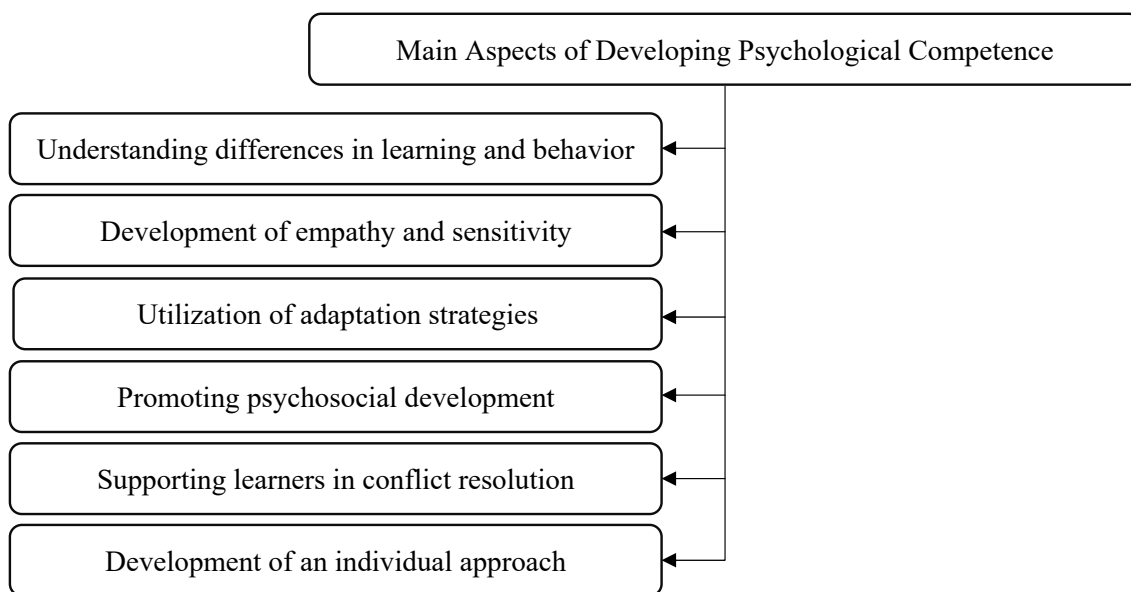 Main Aspects of Developing Psychological Competence
Understanding differences in learning and behavior
Development of empathy and sensitivity
Utilization of adaptation strategies
Promoting psychosocial development
Supporting learners in conflict resolution
Development of an individual approach